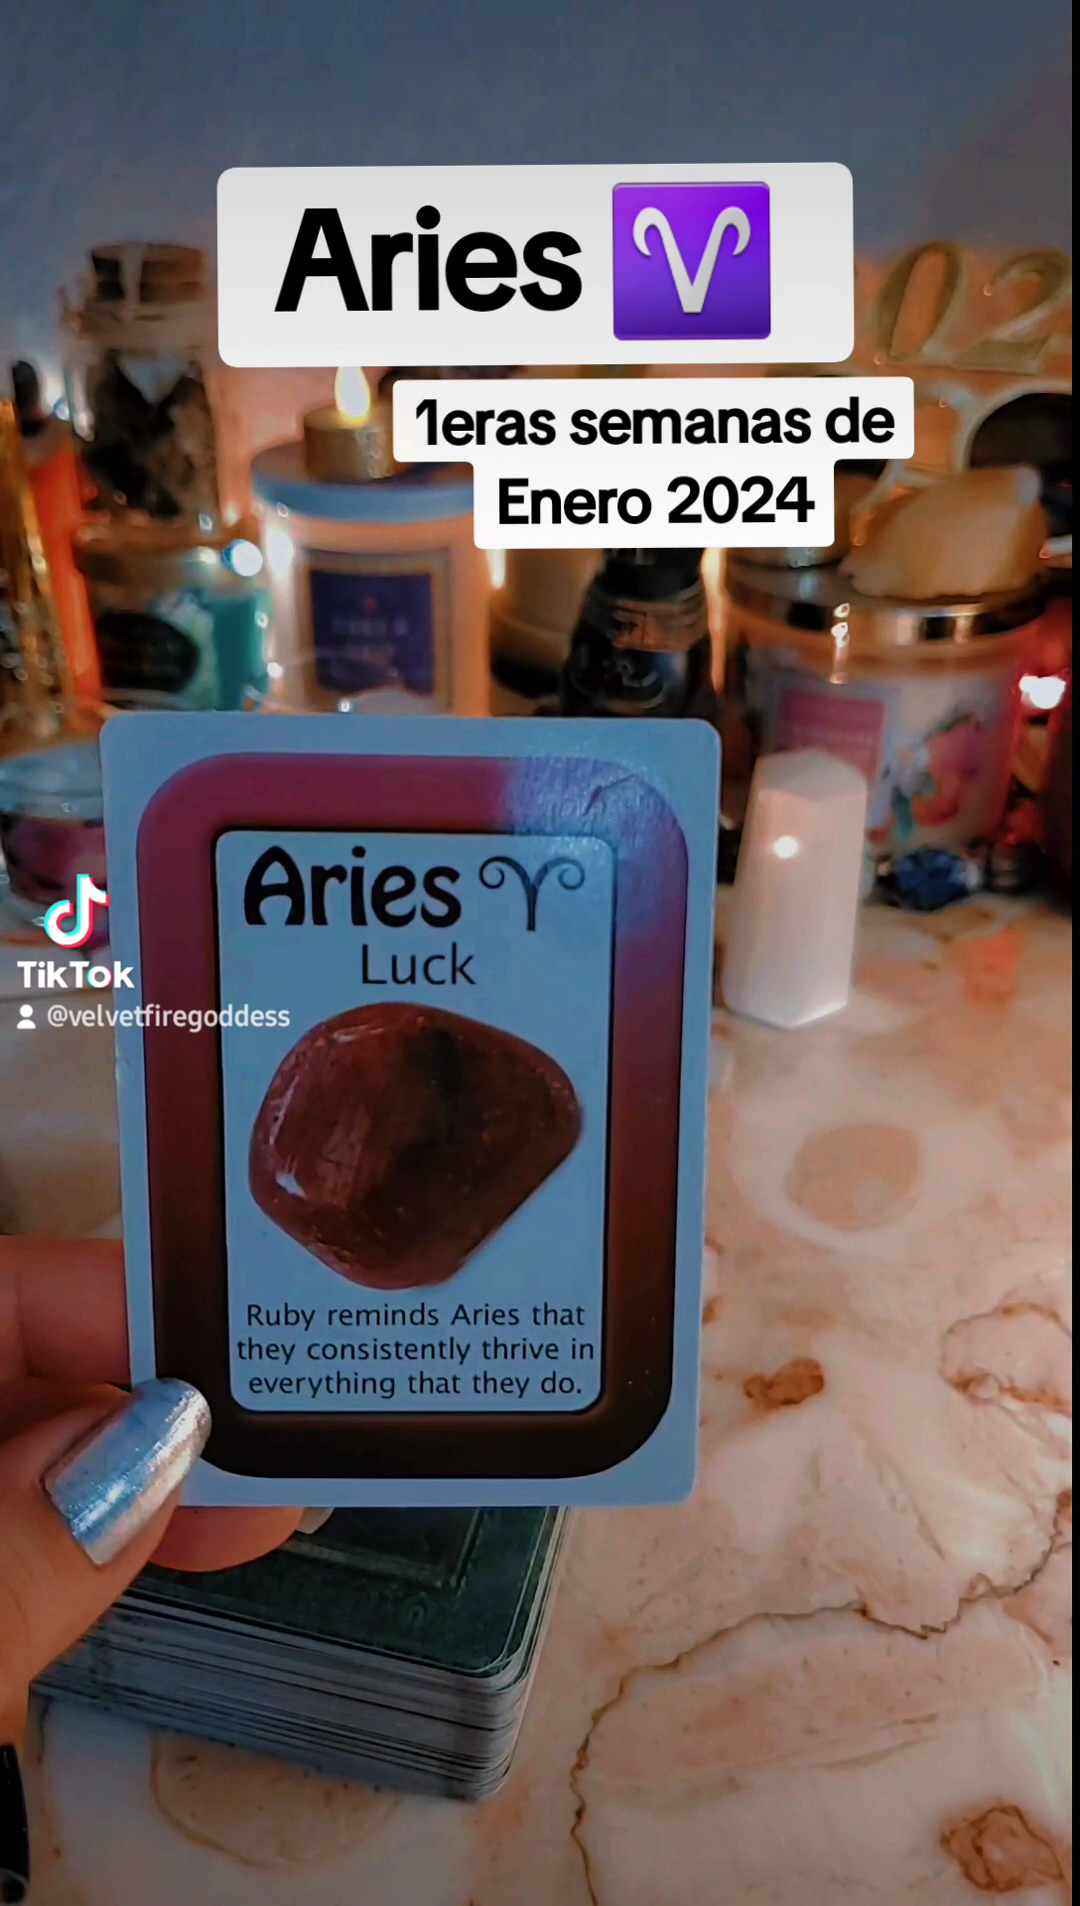 Aries ♈
1eras semanas de
Enero 2024
02
Aries ♈
Luck
TikTok
@velvetfiregoddess
Ruby reminds Aries that
they consistently thrive in
everything that they do.